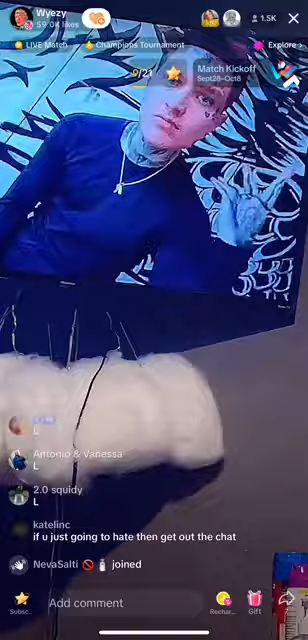 Wyezy
59.0K likes
1.5K
LIVE Match
Champions Tournament
Explore
9/21
Match Kickoff
Sept28-Oct8
L
Antonio & Vanessa
L
2.0 squidy
L
katelinc
if u just going to hate then get out the chat
NevaSalti 🚫 🧂 joined
Subsc...
Add comment
Rechar...
Gift